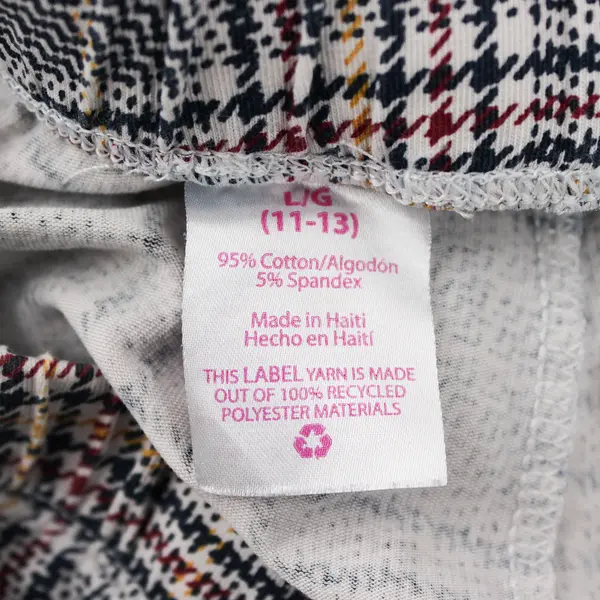 L/G
(11-13)
95% Cotton/Algodón
5% Spandex
Made in Haiti
Hecho en Haití
THIS LABEL YARN IS MADE
OUT OF 100% RECYCLED
POLYESTER MATERIALS